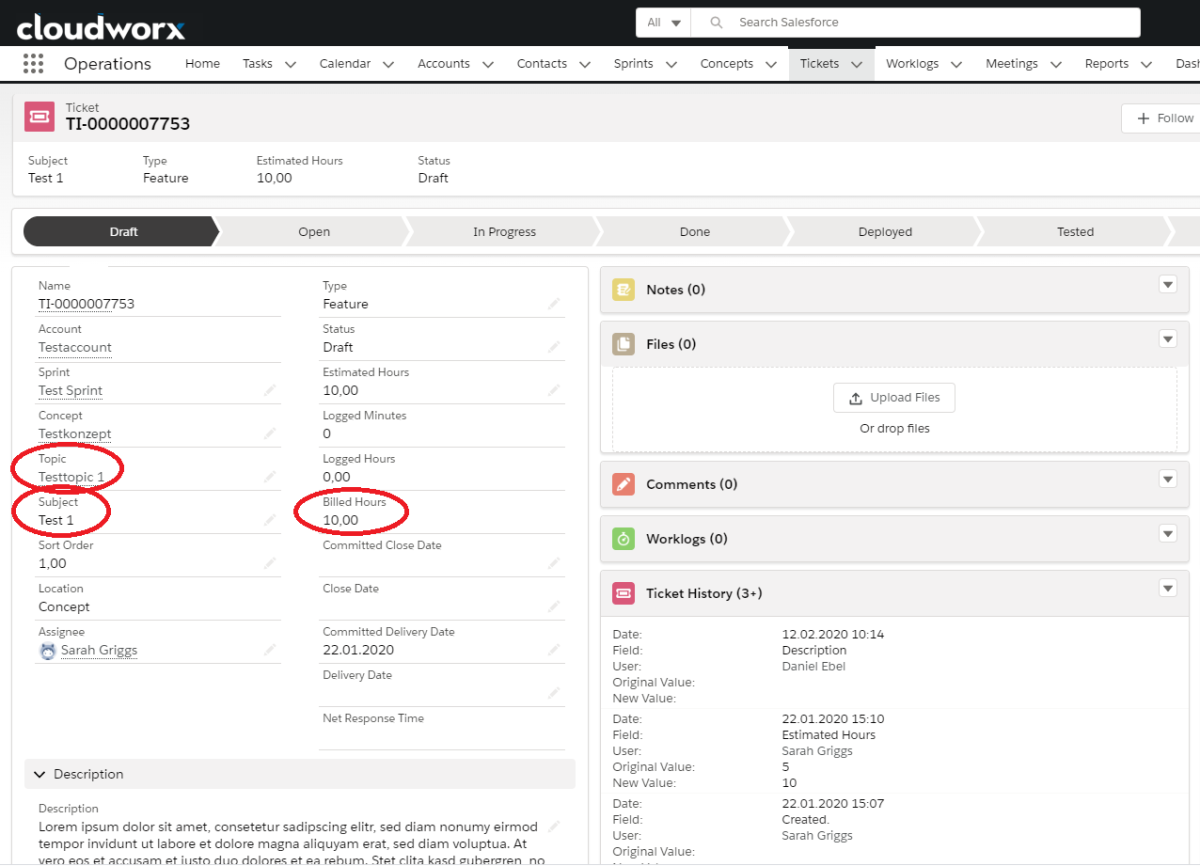 cloudworx
All
Search Salesforce
Operations Home Tasks Calendar Accounts Contacts Sprints Concepts Tickets Worklogs Meetings Reports Dash
Ticket
TI-0000007753
Follow
Subject Type Estimated Hours Status
Test 1 Feature 10,00 Draft
Draft Open In Progress Done Deployed Tested
Name
TI-0000007753
Account
Testaccount
Sprint
Test Sprint
Concept
Testkonzept
Topic
Testtopic 1
Subject
Test 1
Sort Order
1,00
Location
Concept
Assignee
Sarah Griggs
Type
Feature
Status
Draft
Estimated Hours
10,00
Logged Minutes
0
Logged Hours
0,00
Billed Hours
10,00
Committed Close Date
Close Date
Committed Delivery Date
22.01.2020
Delivery Date
Net Response Time
Description
Description
Lorem ipsum dolor sit amet, consetetur sadipscing elitr, sed diam nonumy eirmod
tempor invidunt ut labore et dolore magna aliquyam erat, sed diam voluptua. At
vero eos et accusam et justo duo dolores et ea rebum. Stet clita kasd gubergren, no
Notes (0)
Files (0)
Upload Files
Or drop files
Comments (0)
Worklogs (0)
Ticket History (3+)
Date: 12.02.2020 10:14
Field: Description
User: Daniel Ebel
Original Value:
New Value:
Date: 22.01.2020 15:10
Field: Estimated Hours
User: Sarah Griggs
Original Value: 5
New Value: 10
Date: 22.01.2020 15:07
Field: Created.
User: Sarah Griggs
Original Value: